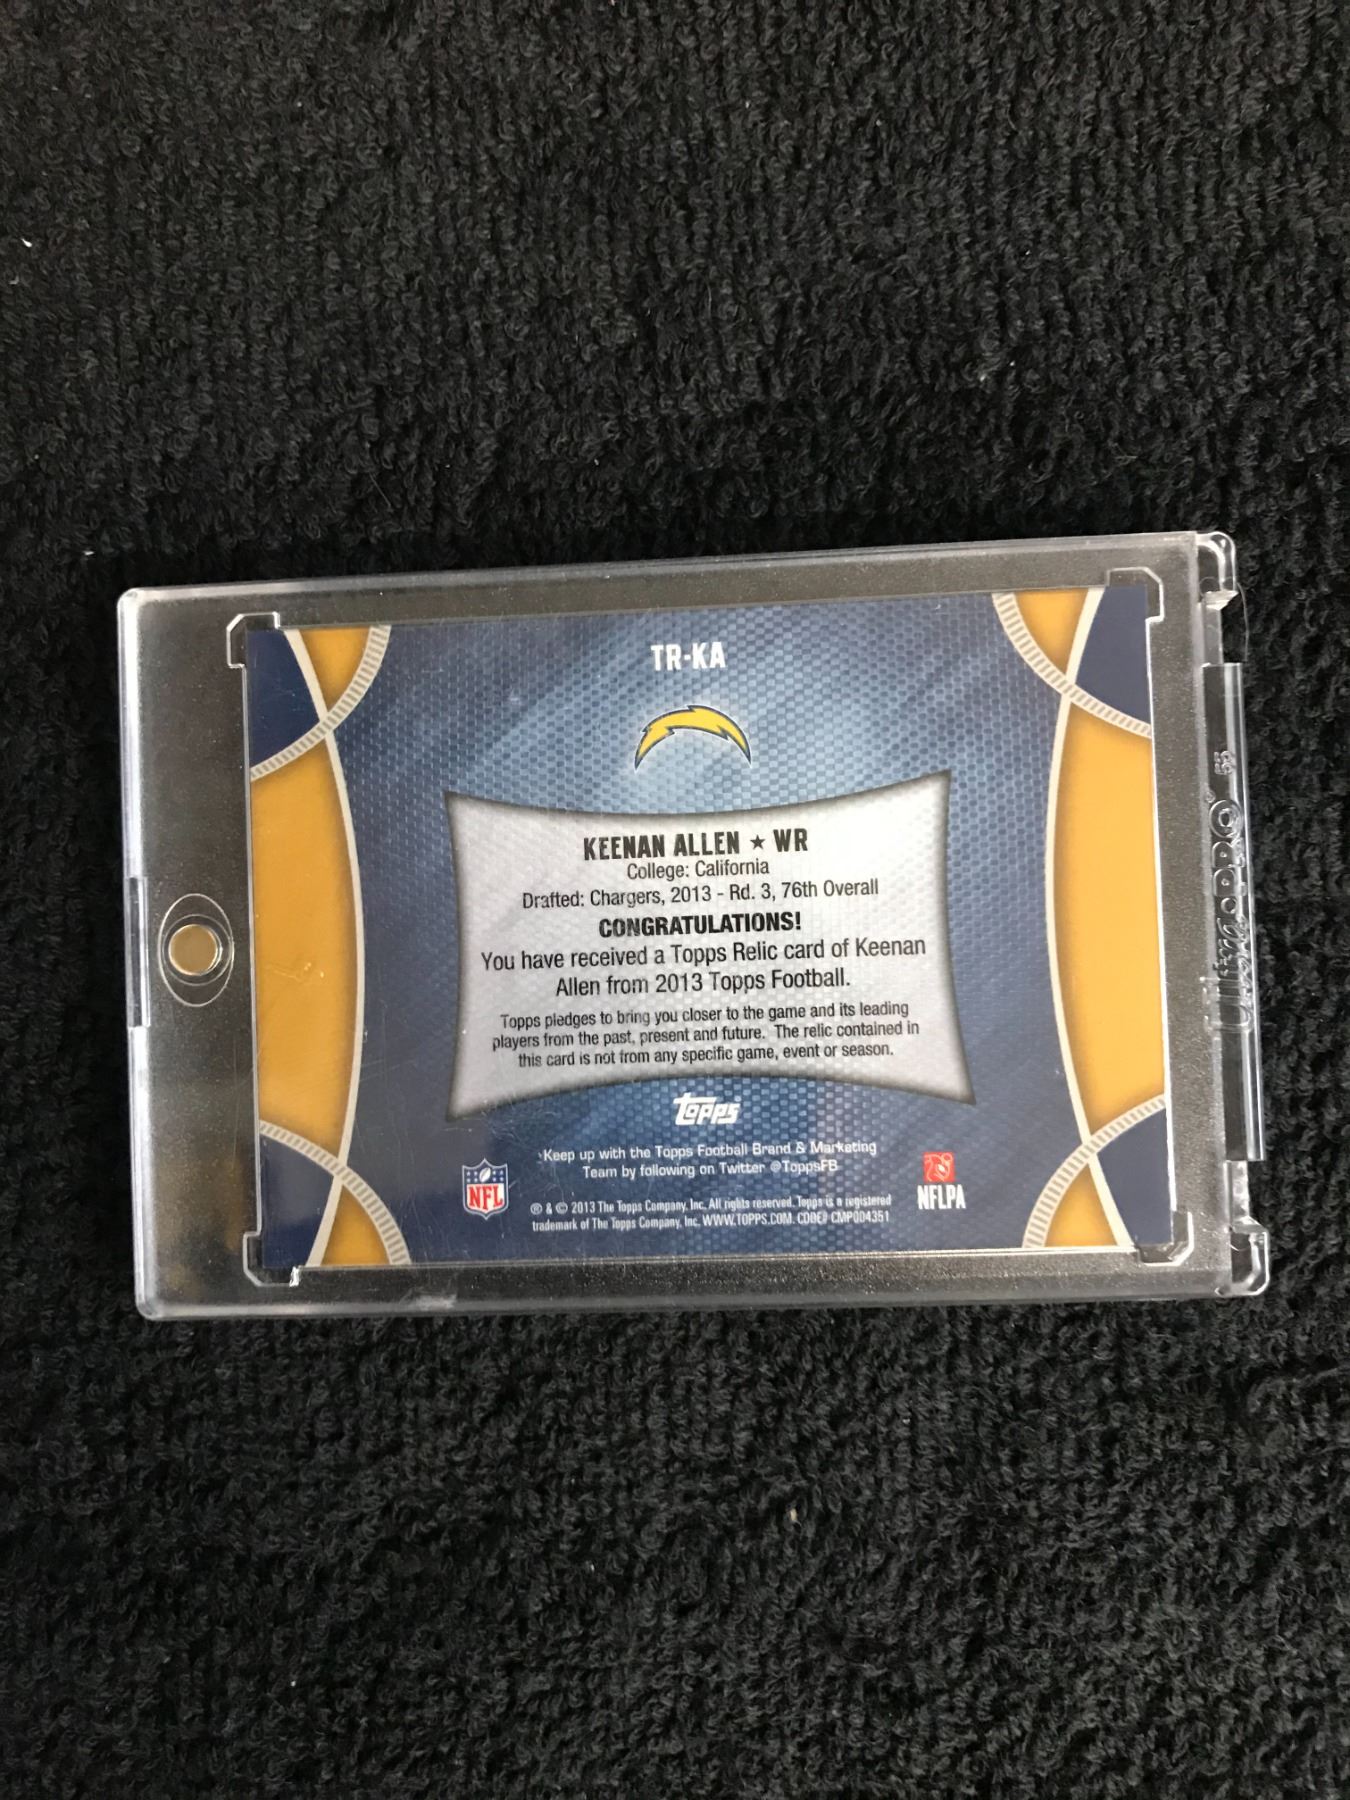 TR-KA
KEENAN ALLEN ★ WR
College: California
Drafted: Chargers, 2013 - Rd. 3, 76th Overall
CONGRATULATIONS!
You have received a Topps Relic card of Keenan
Allen from 2013 Topps Football.
Topps pledges to bring you closer to the game and its leading
players from the past, present and future. The relic contained in
this card is not from any specific game, event or season.
topps
Keep up with the Topps Football Brand & Marketing
Team by following on Twitter @ToppsFB
® & © 2013 The Topps Company, Inc. All rights reserved. Topps is a registered
trademark of The Topps Company, Inc. WWW.TOPPS.COM. CODE# CMP004351
NFL
NFLPA
UltraPRO
55